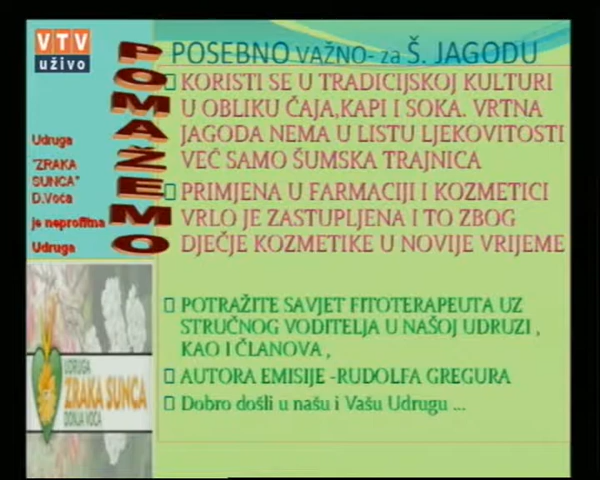 VTV
uživo
POMAŽEMO
Udruga
"ZRAKA
SUNCA"
D.Voća
je neprofitna
Udruga
UDRUGA
ZRAKA SUNCA
DONJA VOĆA
POSEBNO VAŽNO- za Š. JAGODU
KORISTI SE U TRADICIJSKOJ KULTURI
U OBLIKU ČAJA,KAPI I SOKA. VRTNA
JAGODA NEMA U LISTU LJEKOVITOSTI
VEĆ SAMO ŠUMSKA TRAJNICA
PRIMJENA U FARMACIJI I KOZMETICI
VRLO JE ZASTUPLJENA I TO ZBOG
DJEČJE KOZMETIKE U NOVIJE VRIJEME
POTRAŽITE SAVJET FITOTERAPEUTA UZ
STRUČNOG VODITELJA U NAŠOJ UDRUZI ,
KAO I ČLANOVA ,
AUTORA EMISIJE -RUDOLFA GREGURA
Dobro došli u našu i Vašu Udrugu ...